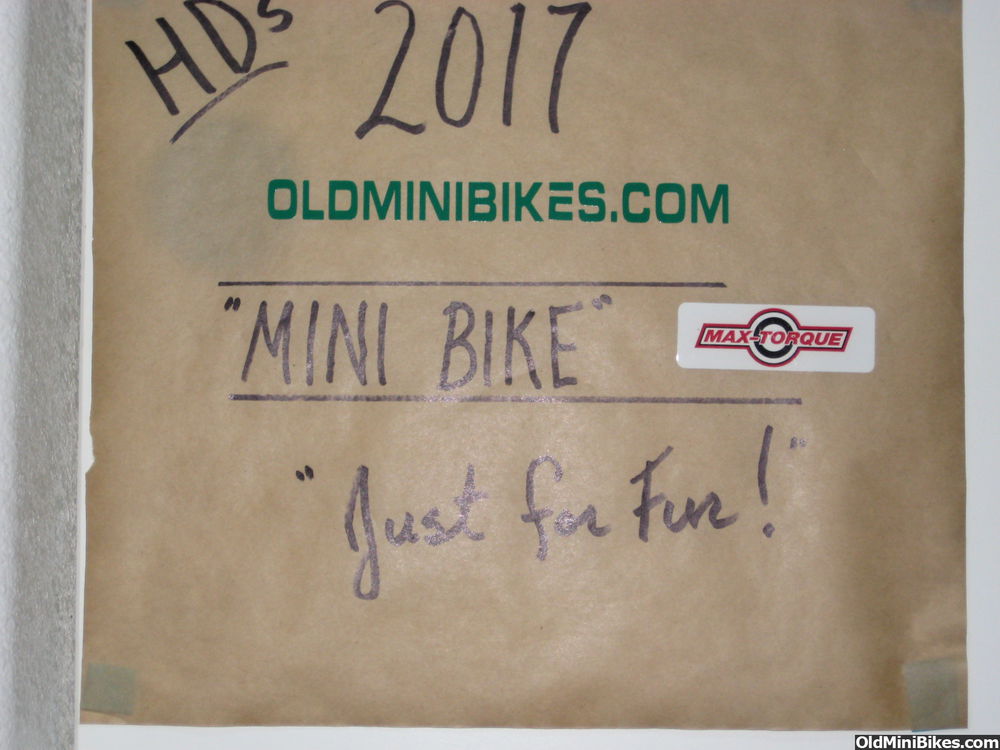 HDs 2017
OLDMINIBIKES.COM
"MINI BIKE"
MAX-TORQUE
"Just for Fun!"
OldMiniBikes.com